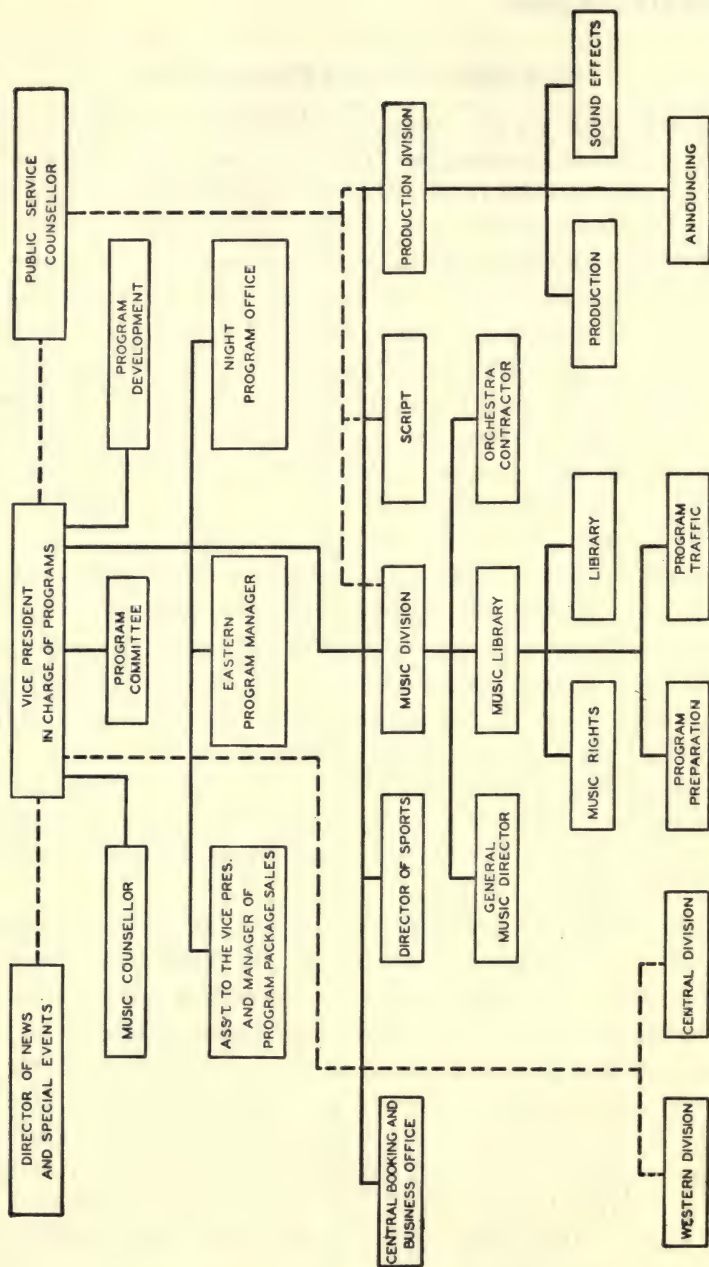 DIRECTOR OF NEWS
AND SPECIAL EVENTS
VICE PRESIDENT
IN CHARGE OF PROGRAMS
PUBLIC SERVICE
COUNSELLOR
MUSIC COUNSELLOR
PROGRAM
COMMITTEE
PROGRAM
DEVELOPMENT
ASS'T. TO THE VICE PRES.
AND MANAGER OF
PROGRAM PACKAGE SALES
EASTERN
PROGRAM MANAGER
NIGHT
PROGRAM OFFICE
CENTRAL BOOKING AND
BUSINESS OFFICE
DIRECTOR OF SPORTS
MUSIC DIVISION
SCRIPT
PRODUCTION DIVISION
GENERAL
MUSIC DIRECTOR
MUSIC LIBRARY
ORCHESTRA
CONTRACTOR
PRODUCTION
SOUND EFFECTS
MUSIC RIGHTS
LIBRARY
WESTERN DIVISION
CENTRAL DIVISION
PROGRAM
PREPARATION
PROGRAM
TRAFFIC
ANNOUNCING